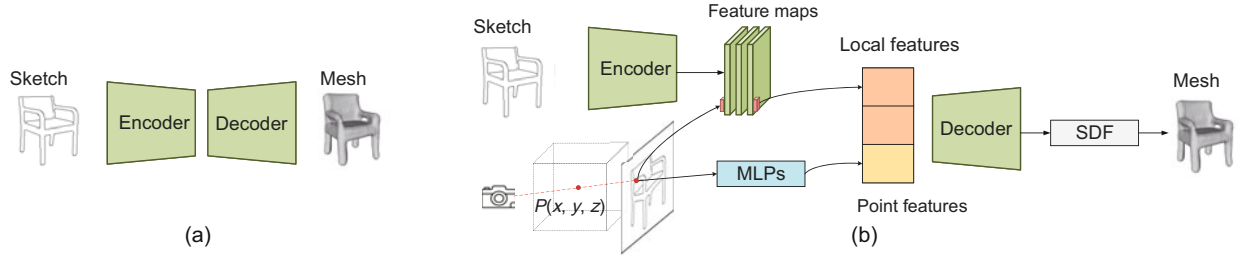 Sketch
Encoder
Decoder
Mesh
(a)
Sketch
Encoder
Feature maps
Local features
P(x, y, z)
MLPs
Point features
Decoder
SDF
Mesh
(b)